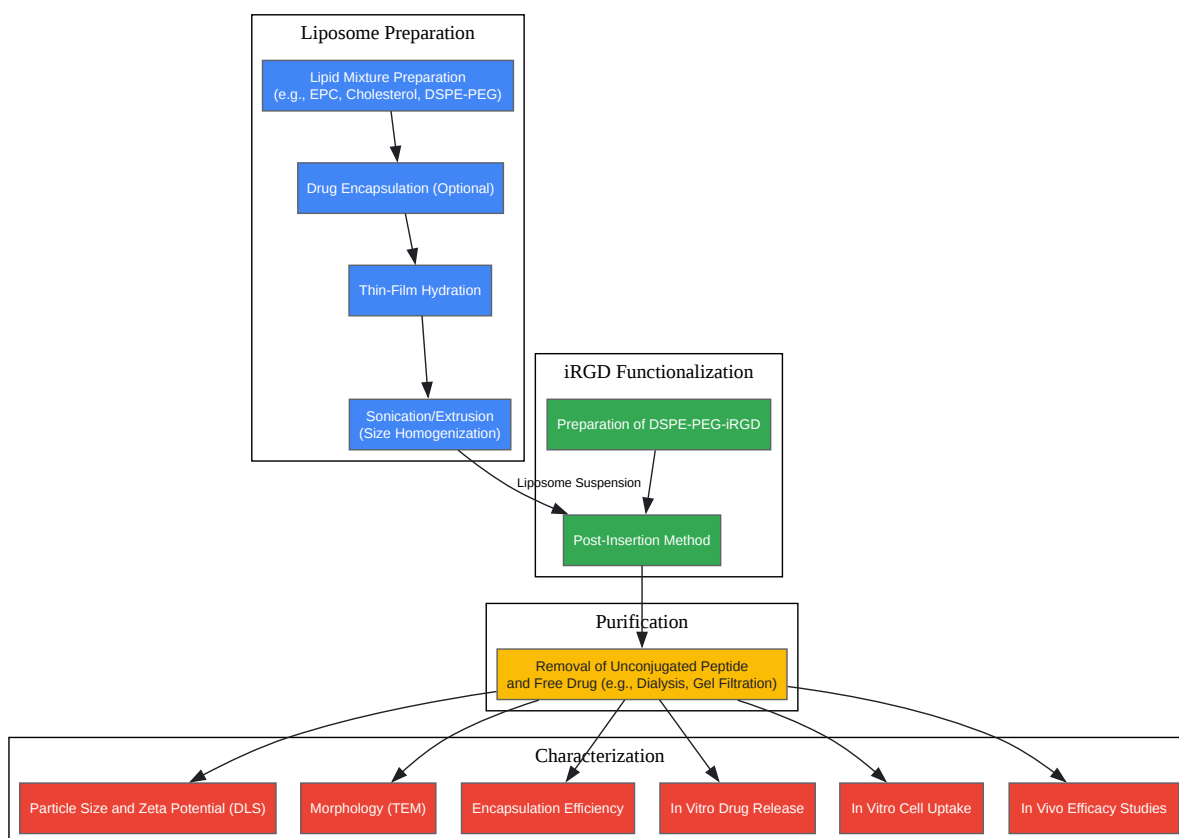 Liposome Preparation
Lipid Mixture Preparation
(e.g., EPC, Cholesterol, DSPE-PEG)
Drug Encapsulation (Optional)
Thin-Film Hydration
Sonication/Extrusion
(Size Homogenization)
iRGD Functionalization
Preparation of DSPE-PEG-iRGD
Liposome Suspension
Post-Insertion Method
Purification
Removal of Unconjugated Peptide
and Free Drug (e.g., Dialysis, Gel Filtration)
Characterization
Particle Size and Zeta Potential (DLS)
Morphology (TEM)
Encapsulation Efficiency
In Vitro Drug Release
In Vitro Cell Uptake
In Vivo Efficacy Studies